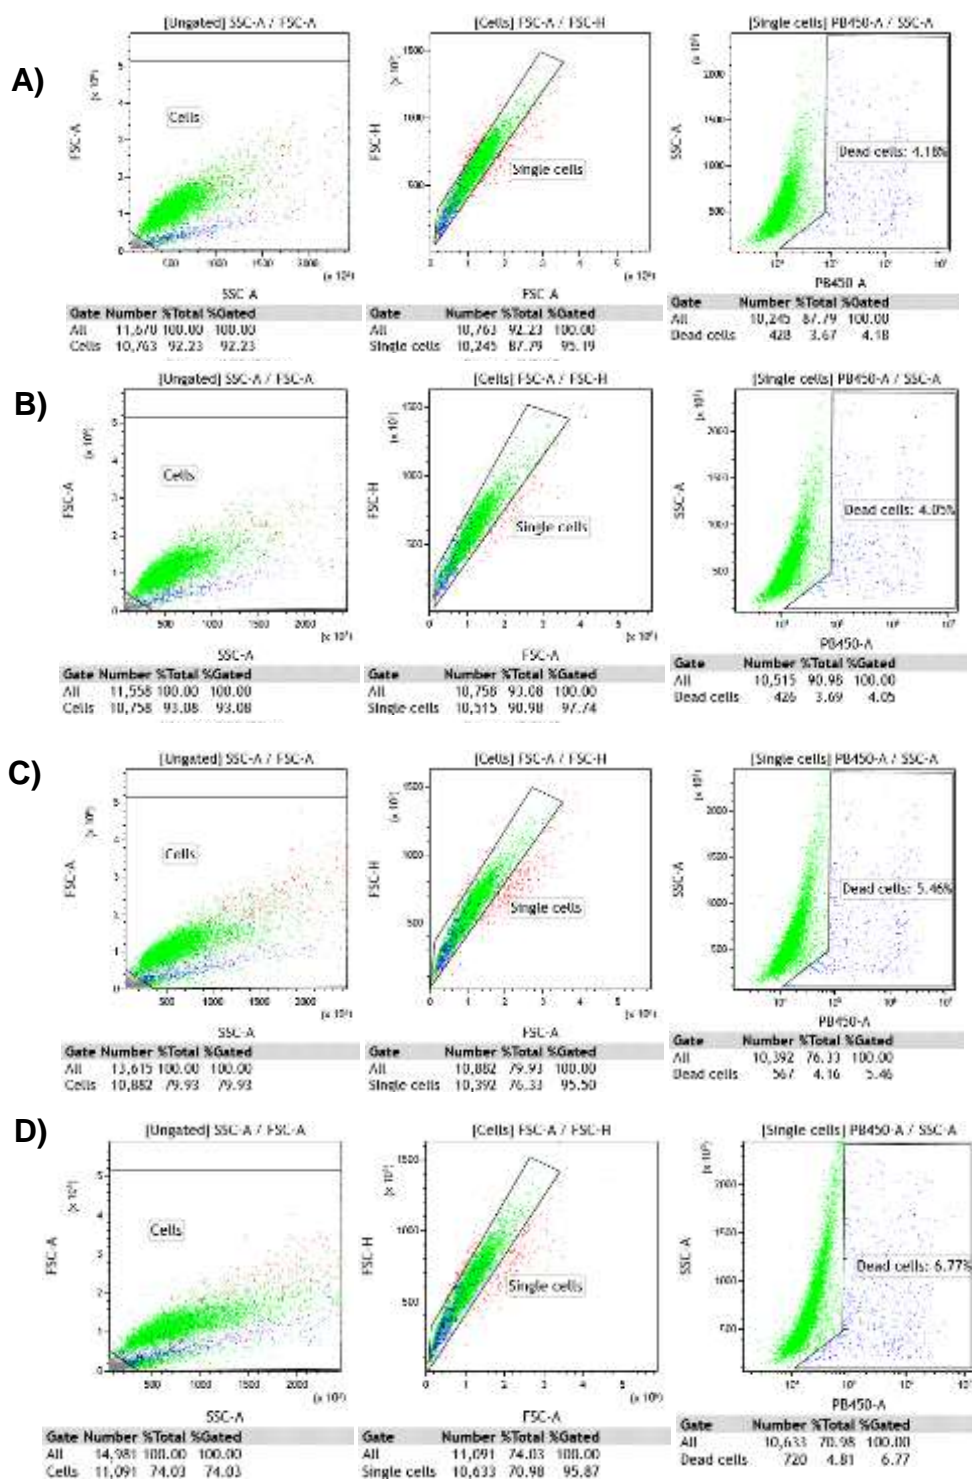 A)
[Ungated] SSC-A / FSC-A
[Cells] FSC-A / FSC-H
[Single cells] PB450-A / SSC-A
Cells
Single cells
Dead cells: 4.18%
FSC-A
FSC-H
SSC-A
SSC-A
FSC-A
PB450-A
Gate Number %Total %Gated
All 11,670 100.00 100.00
Cells 10,763 92.23 92.23
Gate Number %Total %Gated
All 10,763 92.23 100.00
Single cells 10,245 87.79 95.19
Gate Number %Total %Gated
All 10,245 87.79 100.00
Dead cells 428 3.67 4.18
B)
[Ungated] SSC-A / FSC-A
[Cells] FSC-A / FSC-H
[Single cells] PB450-A / SSC-A
Cells
Single cells
Dead cells: 4.05%
FSC-A
FSC-H
SSC-A
SSC-A
FSC-A
PB450-A
Gate Number %Total %Gated
All 11,558 100.00 100.00
Cells 10,758 93.08 93.08
Gate Number %Total %Gated
All 10,758 93.08 100.00
Single cells 10,515 90.98 97.74
Gate Number %Total %Gated
All 10,515 90.98 100.00
Dead cells 426 3.69 4.05
C)
[Ungated] SSC-A / FSC-A
[Cells] FSC-A / FSC-H
[Single cells] PB450-A / SSC-A
Cells
Single cells
Dead cells: 5.46%
FSC-A
FSC-H
SSC-A
SSC-A
FSC-A
PB450-A
Gate Number %Total %Gated
All 13,615 100.00 100.00
Cells 10,882 79.93 79.93
Gate Number %Total %Gated
All 10,882 79.93 100.00
Single cells 10,392 76.33 95.50
Gate Number %Total %Gated
All 10,392 76.33 100.00
Dead cells 567 4.16 5.46
D)
[Ungated] SSC-A / FSC-A
[Cells] FSC-A / FSC-H
[Single cells] PB450-A / SSC-A
Cells
Single cells
Dead cells: 6.77%
FSC-A
FSC-H
SSC-A
SSC-A
FSC-A
PB450-A
Gate Number %Total %Gated
All 14,981 100.00 100.00
Cells 11,091 74.03 74.03
Gate Number %Total %Gated
All 11,091 74.03 100.00
Single cells 10,633 70.98 95.87
Gate Number %Total %Gated
All 10,633 70.98 100.00
Dead cells 720 4.81 6.77